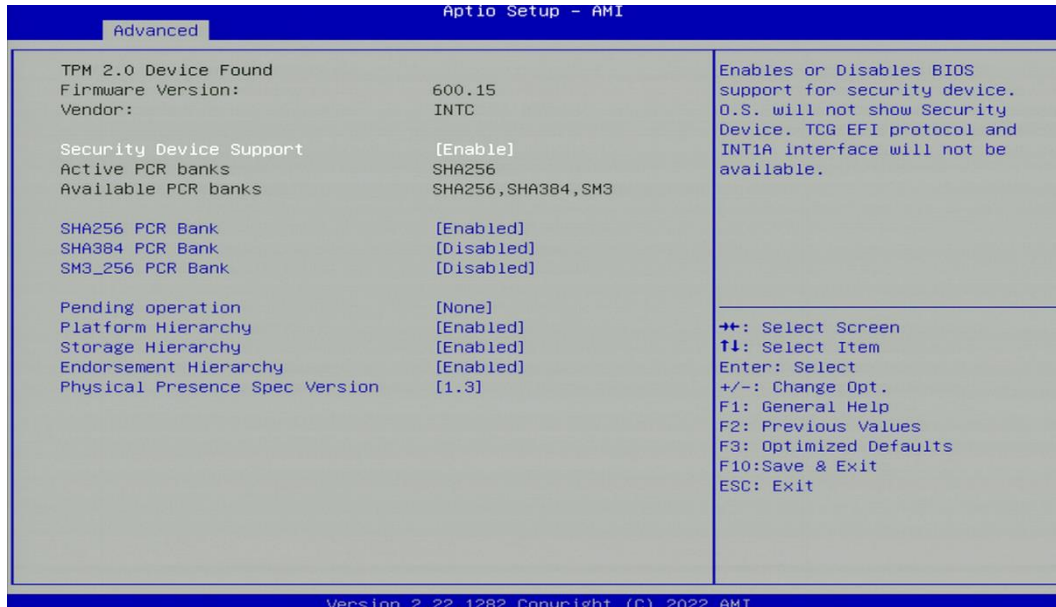 Aptio Setup - AMI
Advanced
TPM 2.0 Device Found
Firmware Version: 600.15
Vendor: INTC
Security Device Support [Enable]
Active PCR banks SHA256
Available PCR banks SHA256,SHA384,SM3
SHA256 PCR Bank [Enabled]
SHA384 PCR Bank [Disabled]
SM3_256 PCR Bank [Disabled]
Pending operation [None]
Platform Hierarchy [Enabled]
Storage Hierarchy [Enabled]
Endorsement Hierarchy [Enabled]
Physical Presence Spec Version [1.3]
Enables or Disables BIOS
support for security device.
O.S. will not show Security
Device. TCG EFI protocol and
INT1A interface will not be
available.
→←: Select Screen
↑↓: Select Item
Enter: Select
+/-: Change Opt.
F1: General Help
F2: Previous Values
F3: Optimized Defaults
F10:Save & Exit
ESC: Exit
Version 2.22.1282 Copyright (C) 2022 AMI